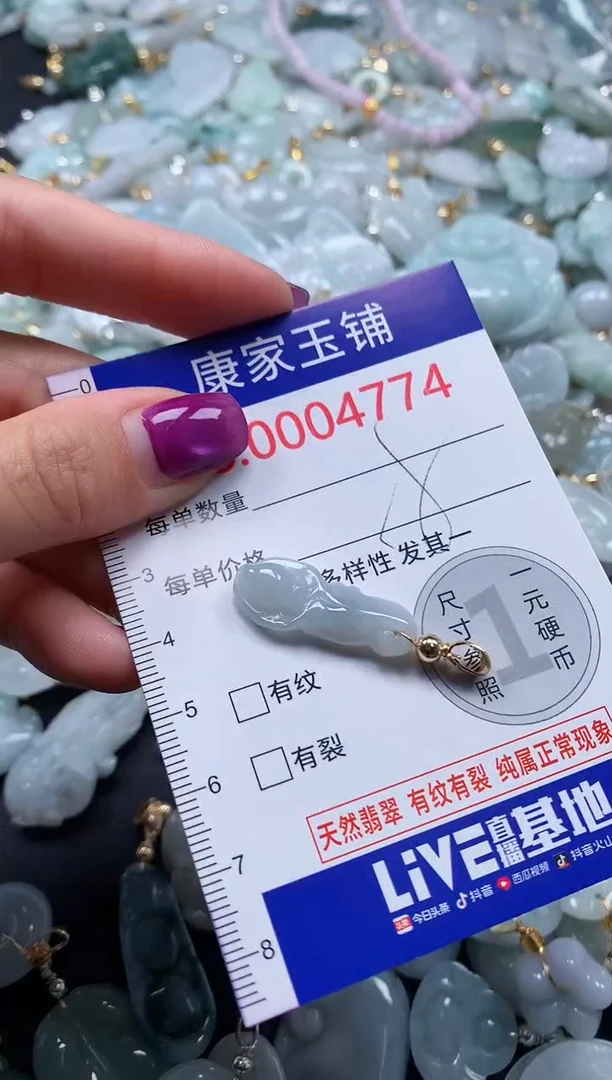 康家玉铺
.0004774
每单数量
8
每单价格
多样性 发其一
尺寸参照
1
一元硬币
有纹
有裂
天然翡翠 有纹有裂 纯属正常现象
LiVE直播基地
今日头条 抖音 西瓜视频 抖音火山
0
3
4
5
6
7
8